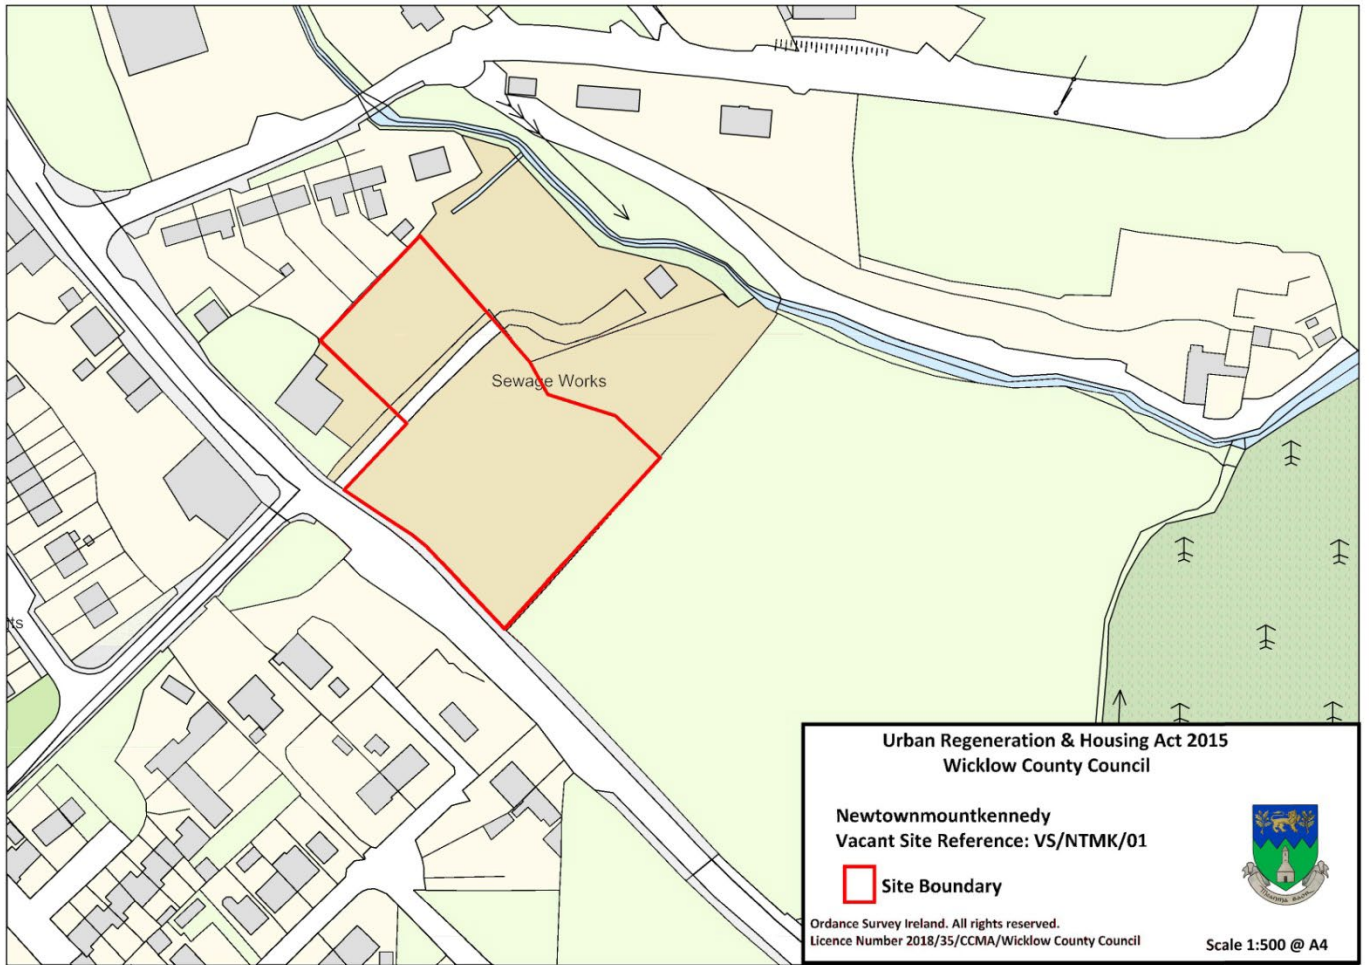 Sewage Works
ts
Urban Regeneration & Housing Act 2015
Wicklow County Council
Newtownmountkennedy
Vacant Site Reference: VS/NTMK/01
Site Boundary
Ordance Survey Ireland. All rights reserved.
Licence Number 2018/35/CCMA/Wicklow County Council
Scale 1:500 @ A4